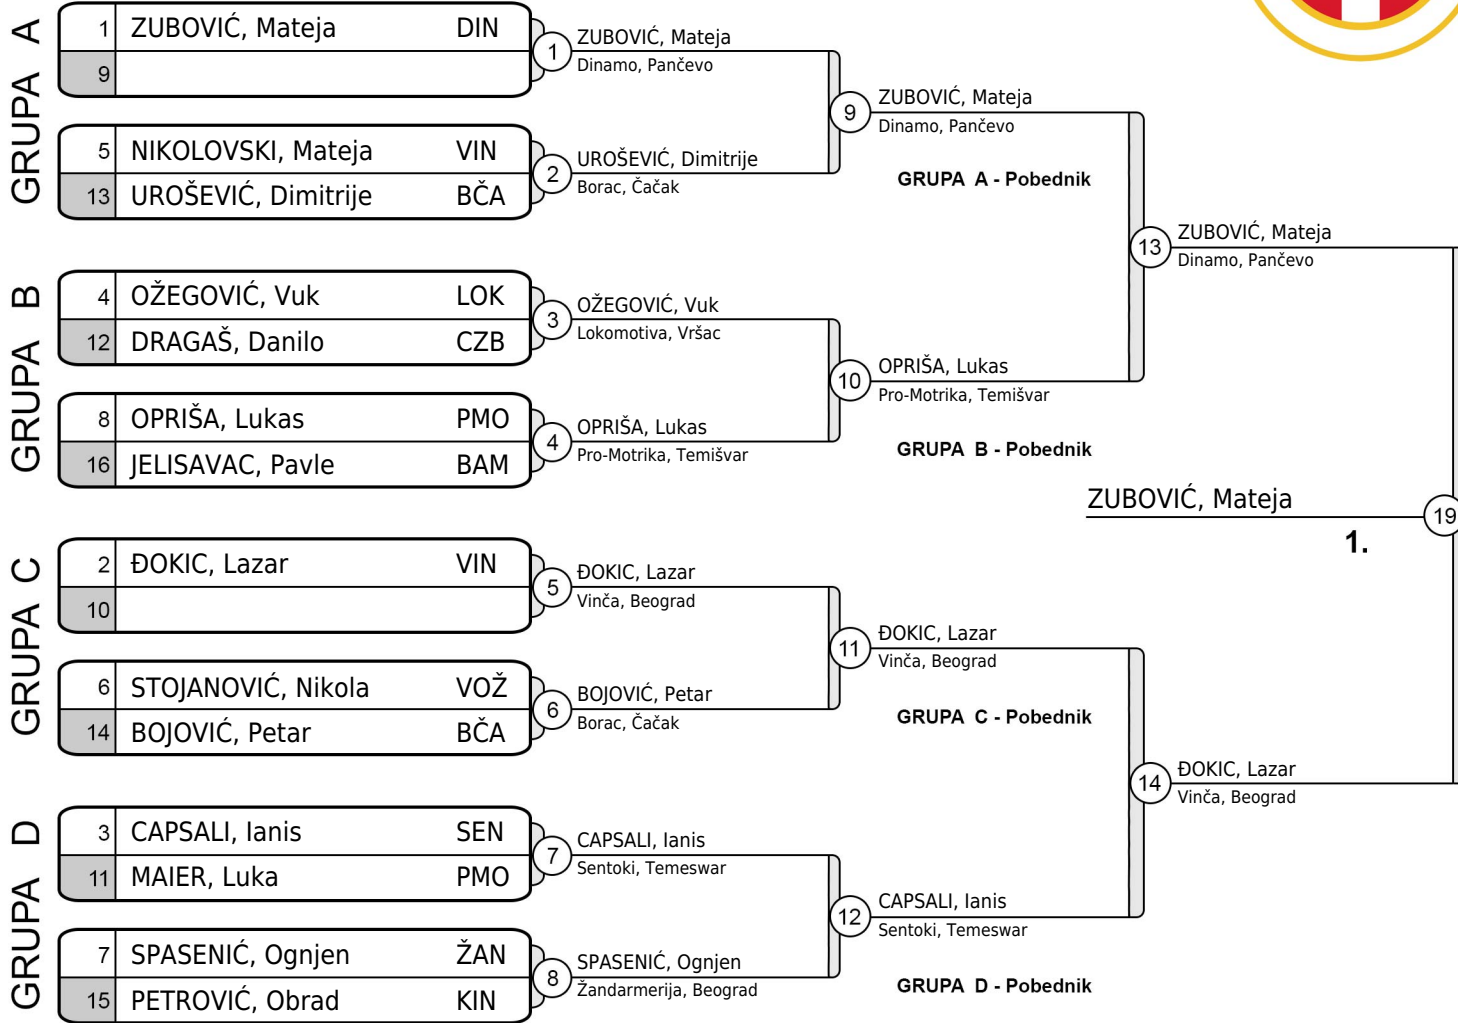 GRUPA A
1 ZUBOVIĆ, Mateja DIN
9
5 NIKOLOVSKI, Mateja VIN
13 UROŠEVIĆ, Dimitrije BČA
GRUPA B
4 OŽEGOVIĆ, Vuk LOK
12 DRAGAŠ, Danilo CZB
8 OPRIŠA, Lukas PMO
16 JELISAVAC, Pavle BAM
GRUPA C
2 ĐOKIC, Lazar VIN
10
6 STOJANOVIĆ, Nikola VOŽ
14 BOJOVIĆ, Petar BČA
GRUPA D
3 CAPSALI, Ianis SEN
11 MAIER, Luka PMO
7 SPASENIĆ, Ognjen ŽAN
15 PETROVIĆ, Obrad KIN
1 ZUBOVIĆ, Mateja
Dinamo, Pančevo
2 UROŠEVIĆ, Dimitrije
Borac, Čačak
3 OŽEGOVIĆ, Vuk
Lokomotiva, Vršac
4 OPRIŠA, Lukas
Pro-Motrika, Temišvar
5 ĐOKIC, Lazar
Vinča, Beograd
6 BOJOVIĆ, Petar
Borac, Čačak
7 CAPSALI, Ianis
Sentoki, Temeswar
8 SPASENIĆ, Ognjen
Žandarmerija, Beograd
9 ZUBOVIĆ, Mateja
Dinamo, Pančevo
GRUPA A - Pobednik
10 OPRIŠA, Lukas
Pro-Motrika, Temišvar
GRUPA B - Pobednik
11 ĐOKIC, Lazar
Vinča, Beograd
GRUPA C - Pobednik
12 CAPSALI, Ianis
Sentoki, Temeswar
GRUPA D - Pobednik
13 ZUBOVIĆ, Mateja
Dinamo, Pančevo
14 ĐOKIC, Lazar
Vinča, Beograd
ZUBOVIĆ, Mateja 19
1.